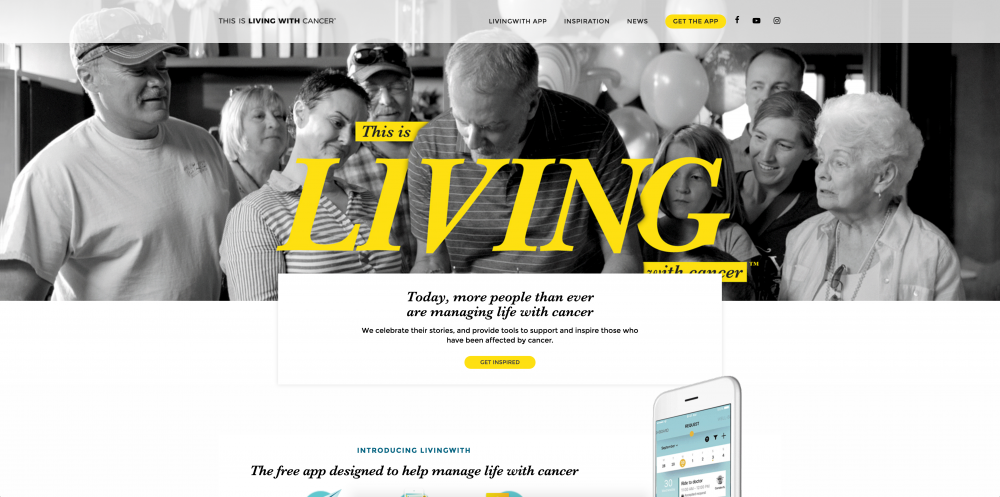 THIS IS LIVING WITH CANCER™
LIVINGWITH APP
INSPIRATION
NEWS
GET THE APP
This is
LIVING
with cancer™
Today, more people than ever
are managing life with cancer
We celebrate their stories, and provide tools to support and inspire those who
have been affected by cancer.
GET INSPIRED
INTRODUCING LIVINGWITH
The free app designed to help manage life with cancer
REQUEST
30
Ride to doctor